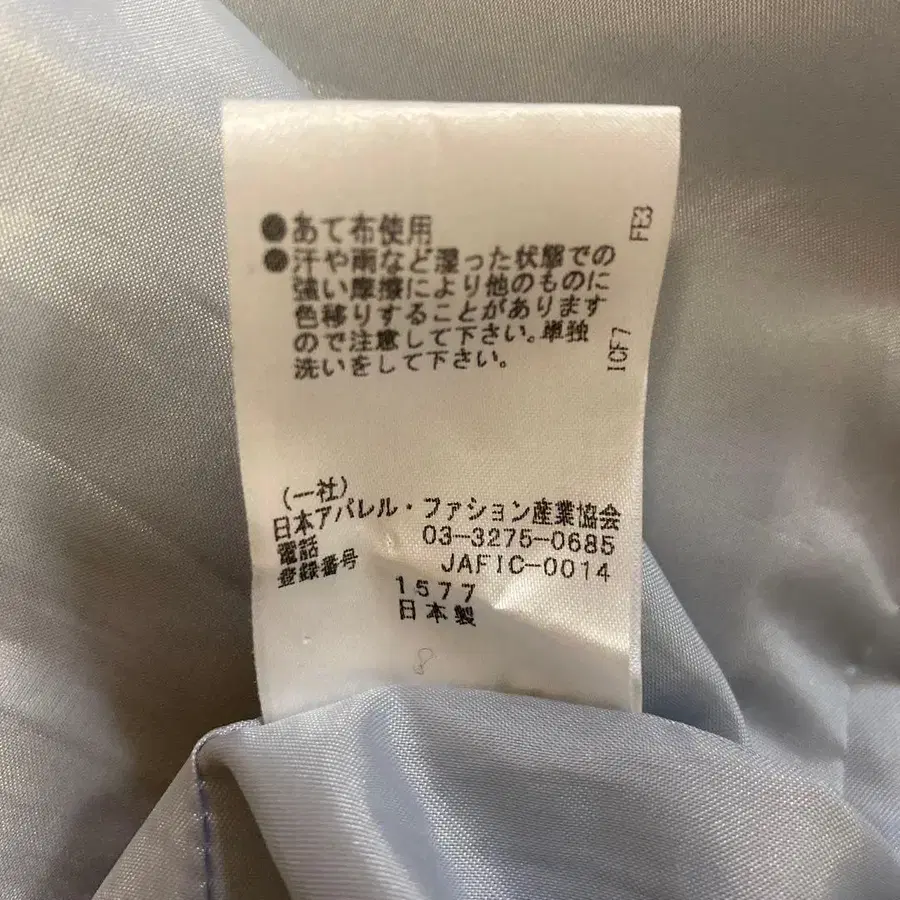 ●あて布使用
●汗や雨など湿った状態での
強い摩擦により他のものに
色移りすることがあります
ので注意して下さい。単独
洗いをして下さい。
ICF7
(一社)
日本アパレル・ファション産業協会
電話 03-3275-0685
登録番号 JAFIC-0014
1577
日本製
8